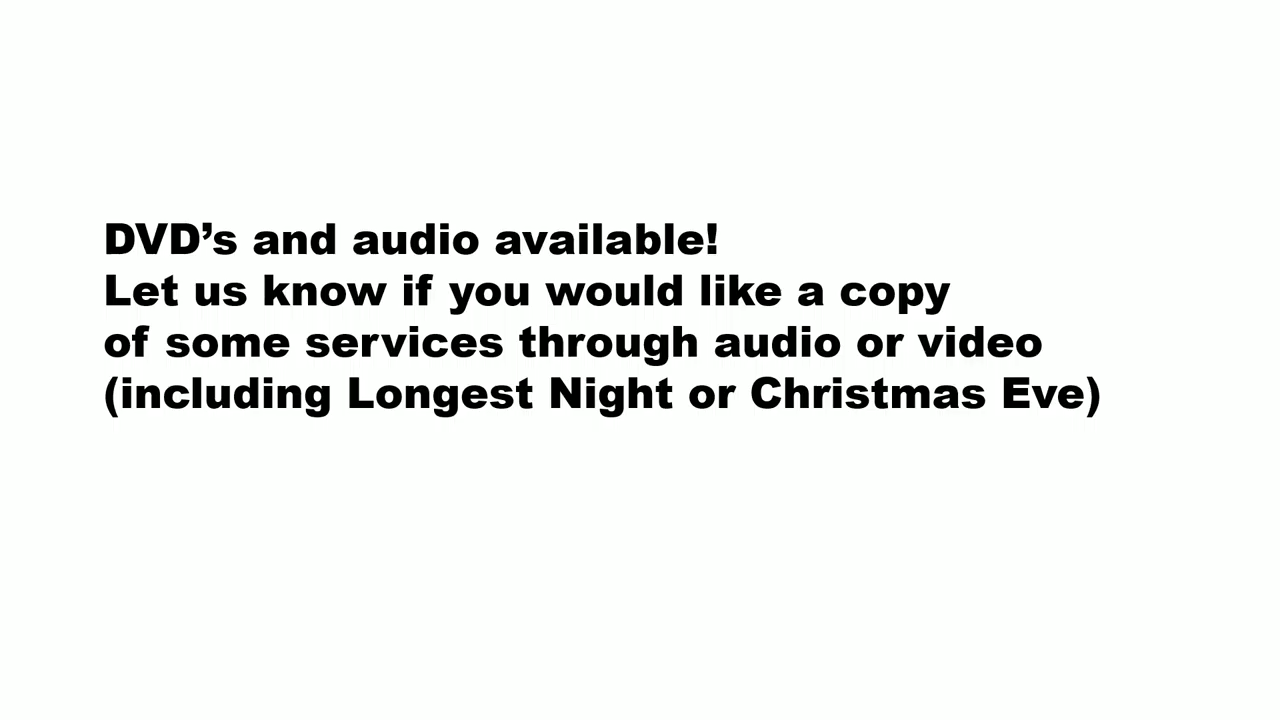 DVD’s and audio available!
Let us know if you would like a copy
of some services through audio or video
(including Longest Night or Christmas Eve)